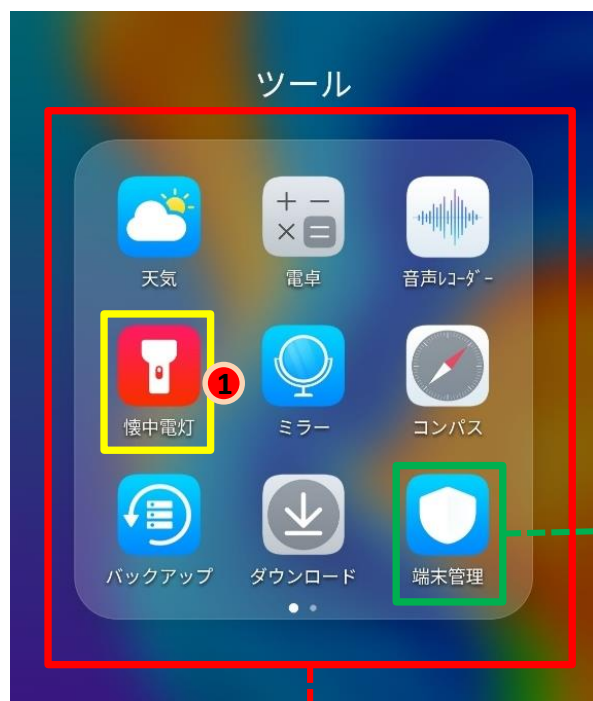 ツール
天気
電卓
音声ﾚｺｰﾀﾞｰ
懐中電灯
1
ミラー
コンパス
バックアップ
ダウンロード
端末管理